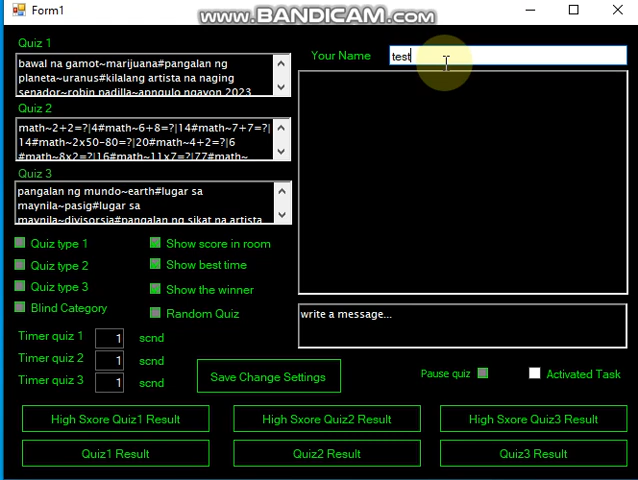 Form1
WWW.BANDICAM.COM
Quiz 1
bawal na gamot~marijuana#pangalan ng
planeta~uranus#kilalang artista na naging
senador~robin padilla~apngulo ngayon 2023
Your Name
test
Quiz 2
math~2+2=?|4#math~6+8=?|14#math~7+7=?|
14#math~2x50-80=?|20#math~4+2=?|6
#math~8x2=?|16#math~11x7=?|77#math~
Quiz 3
pangalan ng mundo~earth#lugar sa
maynila~pasig#lugar sa
maynila~divisorsia#pangalan ng sikat na artista
Quiz type 1
Show score in room
Quiz type 2
Show best time
Quiz type 3
Show the winner
Blind Category
Random Quiz
write a message...
Timer quiz 1 1 scnd
Timer quiz 2 1 scnd
Timer quiz 3 1 scnd
Save Change Settings
Pause quiz
Activated Task
High Sxore Quiz1 Result
High Sxore Quiz2 Result
High Sxore Quiz3 Result
Quiz1 Result
Quiz2 Result
Quiz3 Result